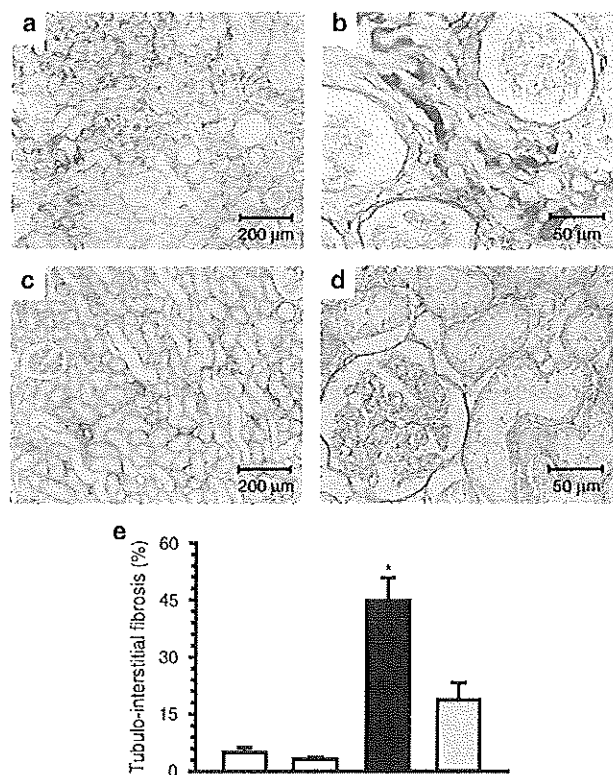 a
b
200 µm
50 µm
c
d
200 µm
50 µm
e
Tubulo-interstitial fibrosis (%)
60
45
30
15
0
*